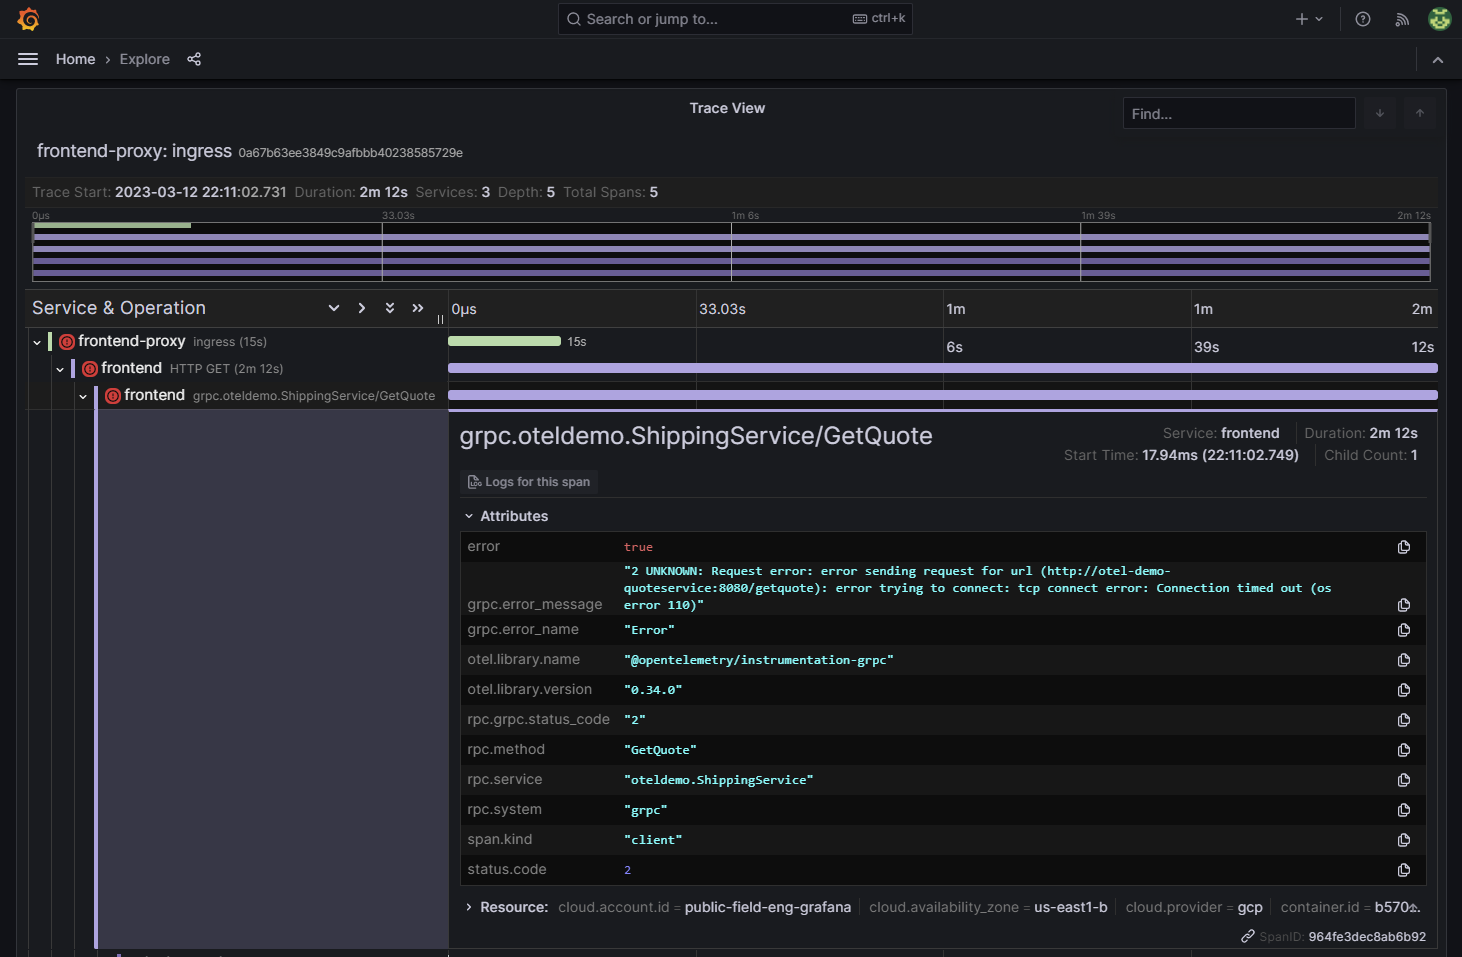 Search or jump to...
ctrl+k
Home › Explore
Trace View
Find...
frontend-proxy: ingress 0a67b63ee3849c9afbbb40238585729e
Trace Start: 2023-03-12 22:11:02.731 Duration: 2m 12s Services: 3 Depth: 5 Total Spans: 5
0μs 33.03s 1m 6s 1m 39s 2m 12s
Service & Operation
0μs 33.03s 1m 1m 2m
6s 39s 12s
frontend-proxy ingress (15s)
15s
frontend HTTP GET (2m 12s)
frontend grpc.oteldemo.ShippingService/GetQuote
grpc.oteldemo.ShippingService/GetQuote
Service: frontend Duration: 2m 12s
Start Time: 17.94ms (22:11:02.749) Child Count: 1
Logs for this span
Attributes
error true
grpc.error_message "2 UNKNOWN: Request error: error sending request for url (http://otel-demo-
quoteservice:8080/getquote): error trying to connect: tcp connect error: Connection timed out (os
error 110)"
grpc.error_name "Error"
otel.library.name "@opentelemetry/instrumentation-grpc"
otel.library.version "0.34.0"
rpc.grpc.status_code "2"
rpc.method "GetQuote"
rpc.service "oteldemo.ShippingService"
rpc.system "grpc"
span.kind "client"
status.code 2
Resource: cloud.account.id = public-field-eng-grafana cloud.availability_zone = us-east1-b cloud.provider = gcp container.id =
SpanID: 964fe3dec8ab6b92